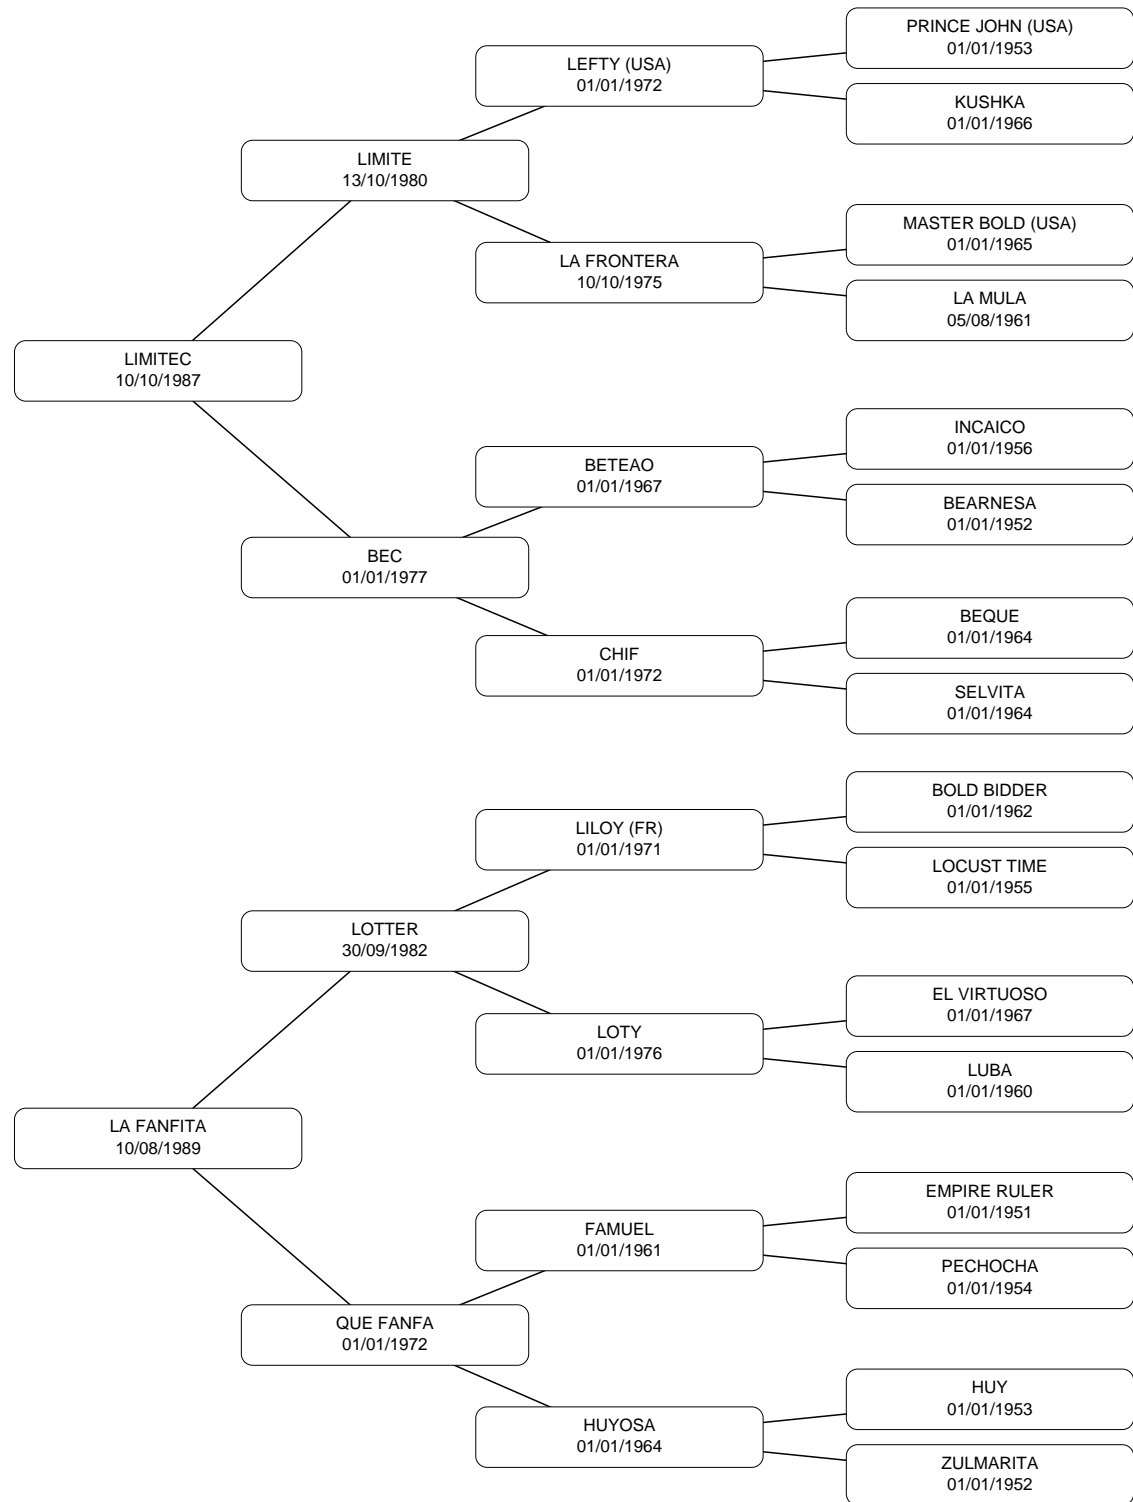 PRINCE JOHN (USA)
01/01/1953
LEFTY (USA)
01/01/1972
KUSHKA
01/01/1966
LIMITE
13/10/1980
MASTER BOLD (USA)
01/01/1965
LA FRONTERA
10/10/1975
LA MULA
05/08/1961
LIMITEC
10/10/1987
INCAICO
01/01/1956
BETEAO
01/01/1967
BEARNESA
01/01/1952
BEC
01/01/1977
BEQUE
01/01/1964
CHIF
01/01/1972
SELVITA
01/01/1964
BOLD BIDDER
01/01/1962
LILOY (FR)
01/01/1971
LOCUST TIME
01/01/1955
LOTTER
30/09/1982
EL VIRTUOSO
01/01/1967
LOTY
01/01/1976
LUBA
01/01/1960
LA FANFITA
10/08/1989
EMPIRE RULER
01/01/1951
FAMUEL
01/01/1961
PECHOCHA
01/01/1954
QUE FANFA
01/01/1972
HUY
01/01/1953
HUYOSA
01/01/1964
ZULMARITA
01/01/1952